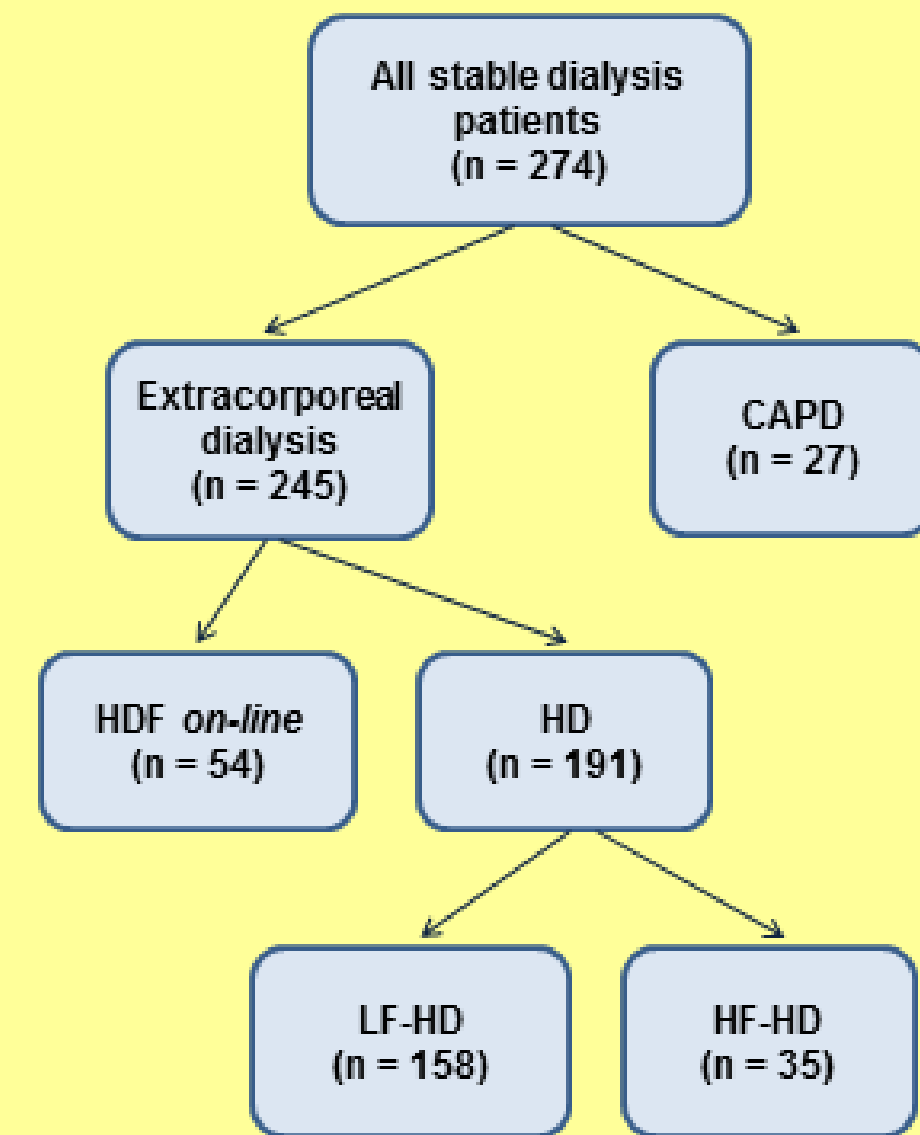 All stable dialysis
patients
(n = 274)
Extracorporeal
dialysis
(n = 245)
CAPD
(n = 27)
HDF on-line
(n = 54)
HD
(n = 191)
LF-HD
(n = 158)
HF-HD
(n = 35)